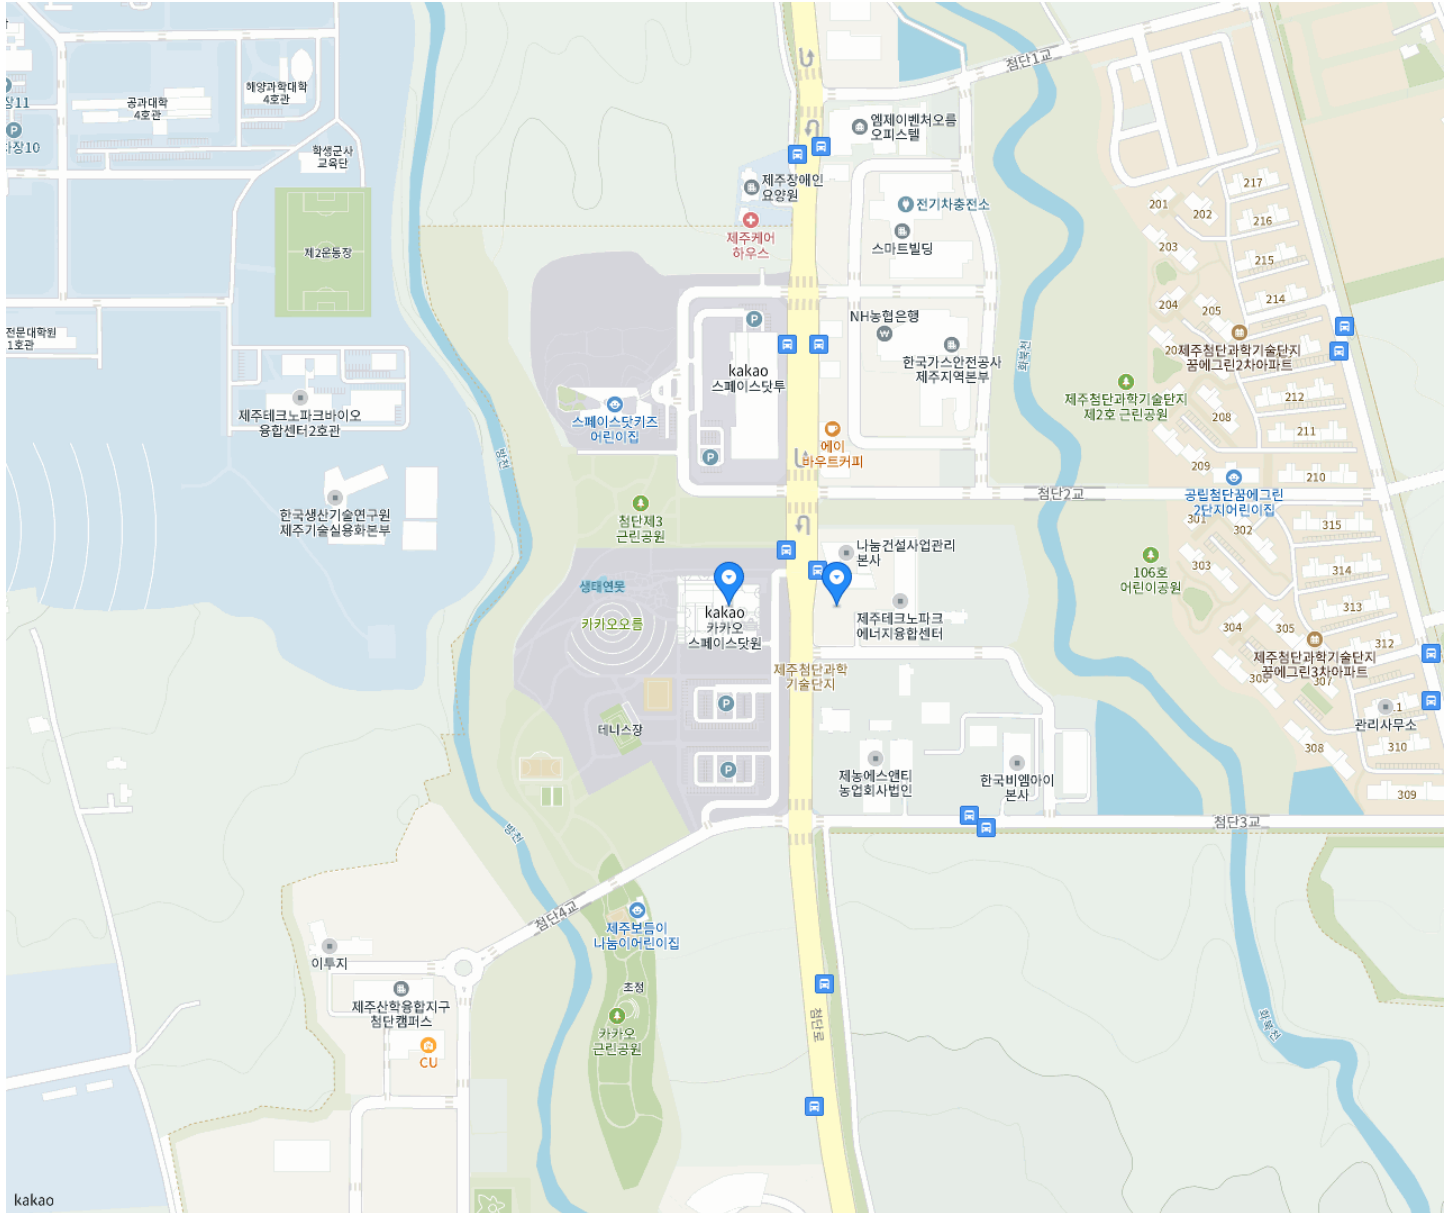 첨단1교
해양과학대학
4호관
장11
공과대학
4호관
엠제이벤처오름
오피스텔
P
장10
학생군사
교육단
제주장애인
요양원
217
201
202
전기차충전소
216
제주케어
하우스
스마트빌딩
203
제2운동장
215
214
204
205
NH농협은행
P
전문대학원
1호관
화북천
한국가스안전공사
제주지역본부
20
제주첨단과학기술단지
꿈에그린2차아파트
kakao
스페이스닷투
제주첨단과학기술단지
제2호 근린공원
212
제주테크노파크바이오
융합센터2호관
스페이스닷키즈
어린이집
208
211
에이
바우트커피
방천
P
209
210
공립첨단꿈에그린
2단지어린이집
첨단2교
한국생산기술연구원
제주기술실용화본부
첨단제3
근린공원
301
302
315
나눔건설사업관리
본사
303
314
106호
어린이공원
생태연못
kakao
카카오
스페이스닷원
카카오오름
제주테크노파크
에너지융합센터
313
304
305
312
제주첨단과학
기술단지
제주첨단과학기술단지
꿈에그린3차아파트
307
P
1
관리사무소
테니스장
308
310
P
제농에스앤티
농업회사법인
한국비엠아이
본사
309
첨단3교
방천
첨단4교
제주보듬이
나눔이어린이집
이투지
초정
제주산학융합지구
첨단캠퍼스
첨단로
화북천
카카오
근린공원
CU
kakao